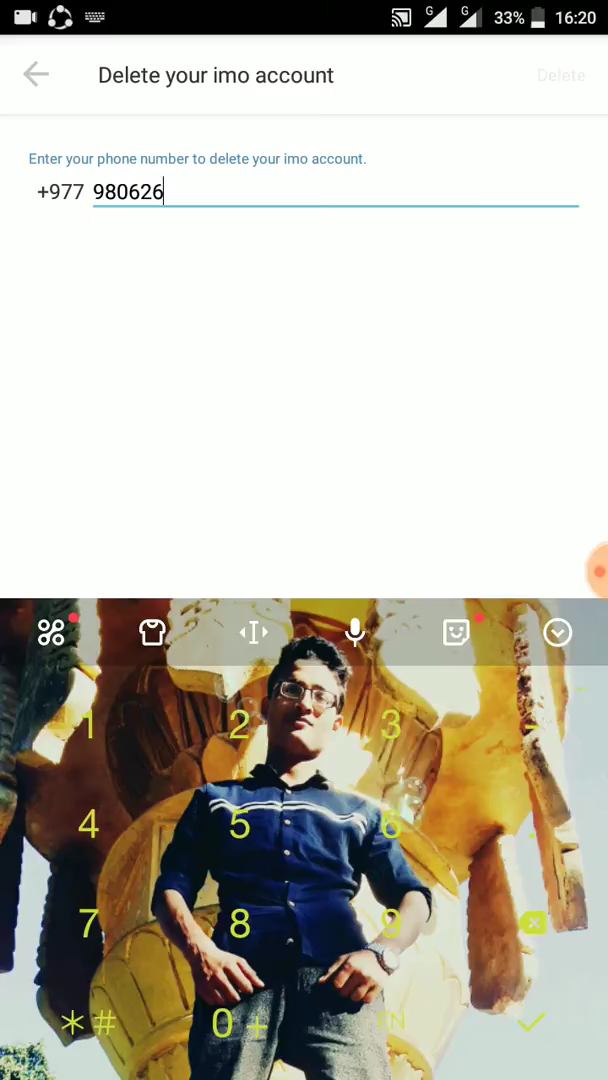 G G 33% 16:20
Delete your imo account Delete
Enter your phone number to delete your imo account.
+977 980626
1 2 3 -
4 5 6 .
7 8 9
*# 0 + EN